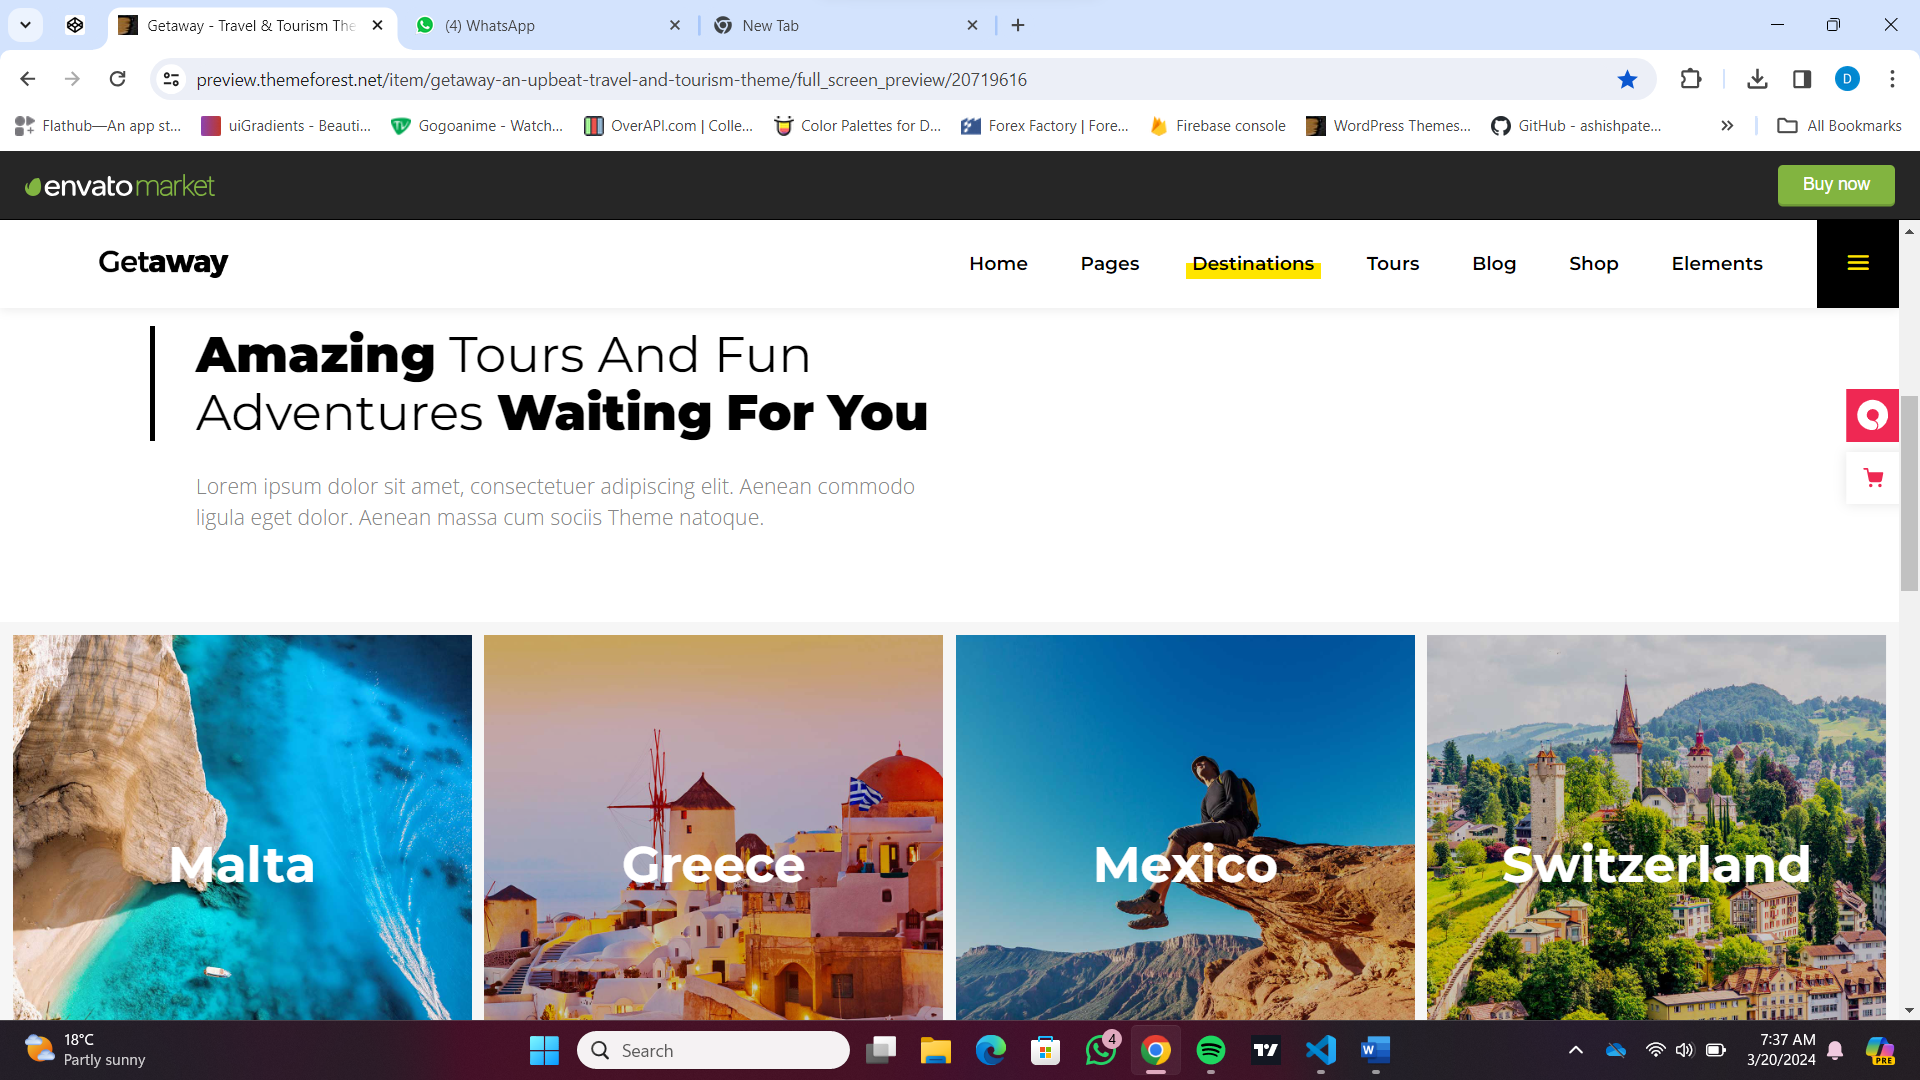 Getaway - Travel & Tourism The
(4) WhatsApp
New Tab
preview.themeforest.net/item/getaway-an-upbeat-travel-and-tourism-theme/full_screen_preview/20719616
D
Flathub—An app st...
uiGradients - Beauti...
Gogoanime - Watch...
OverAPI.com | Colle...
Color Palettes for D...
Forex Factory | Fore...
Firebase console
WordPress Themes...
GitHub - ashishpate...
All Bookmarks
envatomarket
Buy now
Getaway
Home
Pages
Destinations
Tours
Blog
Shop
Elements
Amazing Tours And Fun
Adventures Waiting For You
Lorem ipsum dolor sit amet, consectetuer adipiscing elit. Aenean commodo
ligula eget dolor. Aenean massa cum sociis Theme natoque.
Malta
Greece
Mexico
Switzerland
18°C
Partly sunny
Search
4
7:37 AM
3/20/2024
PRE